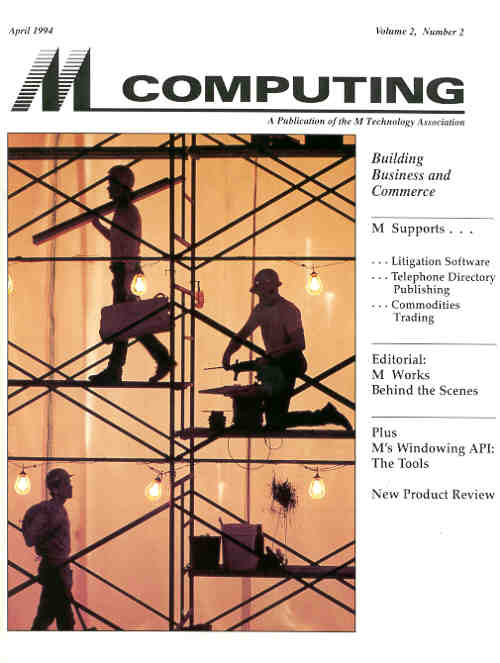 April 1994
Volume 2, Number 2
M COMPUTING
A Publication of the M Technology Association
Building
Business and
Commerce
M Supports . . .
. . . Litigation Software
. . . Telephone Directory
Publishing
. . . Commodities
Trading
Editorial:
M Works
Behind the Scenes
Plus
M's Windowing API:
The Tools
New Product Review